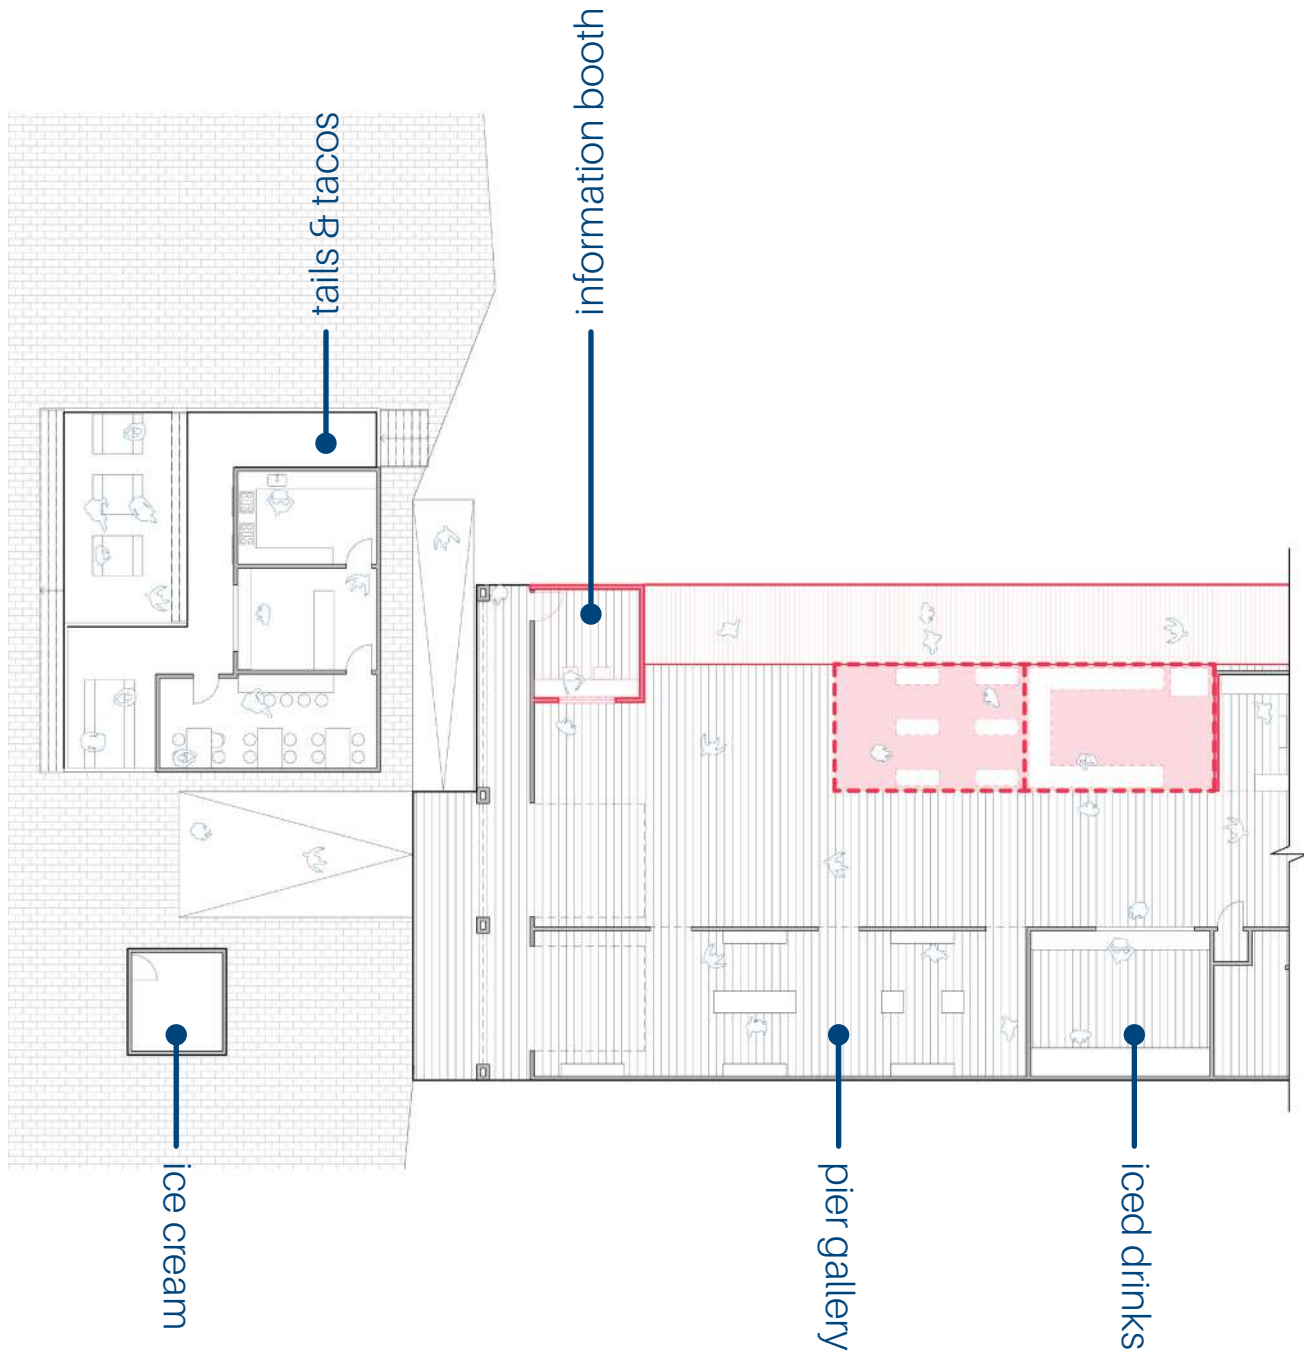 tails & tacos
information booth
ice cream
pier gallery
iced drinks